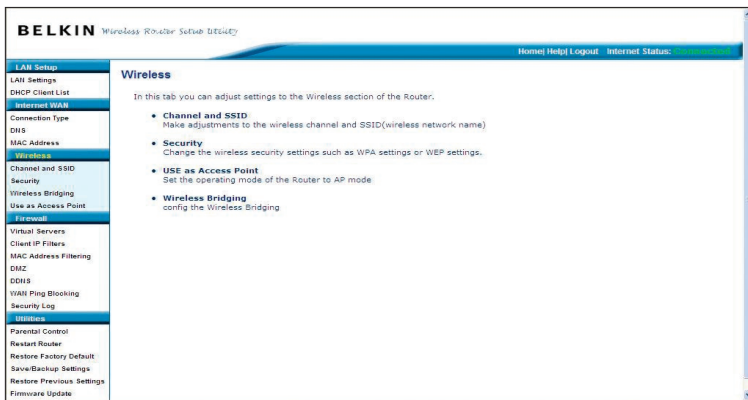 BELKIN Wireless Router Setup Utility
Home| Help| Logout Internet Status: Connected
LAN Setup
LAN Settings
DHCP Client List
Internet WAN
Connection Type
DNS
MAC Address
Wireless
Channel and SSID
Security
Wireless Bridging
Use as Access Point
Firewall
Virtual Servers
Client IP Filters
MAC Address Filtering
DMZ
DDNS
WAN Ping Blooking
Security Log
Utilities
Parental Control
Restart Router
Restore Factory Default
Save/Backup Settings
Restore Previous Settings
Firmware Update
Wireless
In this tab you can adjust settings to the Wireless section of the Router.
• Channel and SSID
Make adjustments to the wireless channel and SSID(wireless network name)
• Security
Change the wireless security settings such as WPA settings or WEP settings.
• USE as Access Point
Set the operating mode of the Router to AP mode
• Wireless Bridging
config the Wireless Bridging